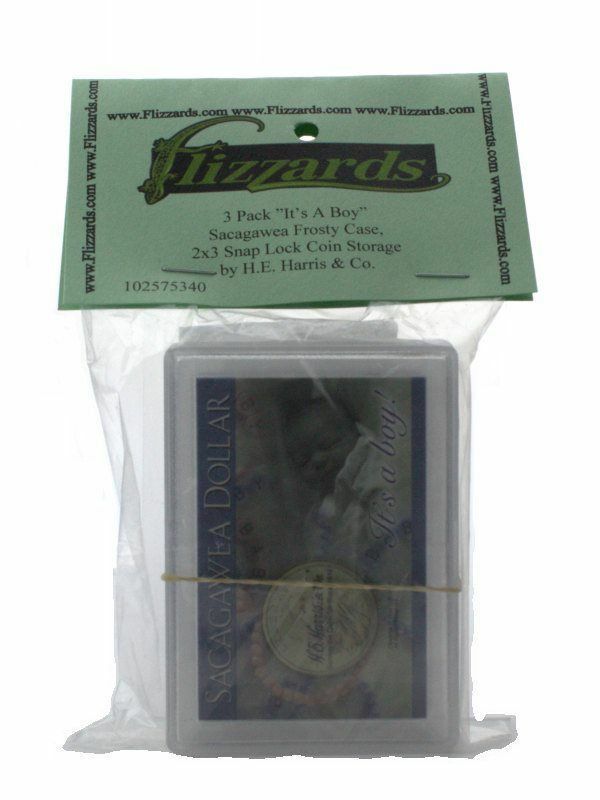 www.Flizzards.com www.Flizzards.com www.Flizzards.com
www.Flizzards.com www.Flizzards.com
www.Flizzards.com www.Flizzards.com
Flizzards
3 Pack "It's A Boy"
Sacagawea Frosty Case,
2x3 Snap Lock Coin Storage
by H.E. Harris & Co.
102575340
SACAGAWEA DOLLAR
It's a boy!
H.E. Harris & Co.